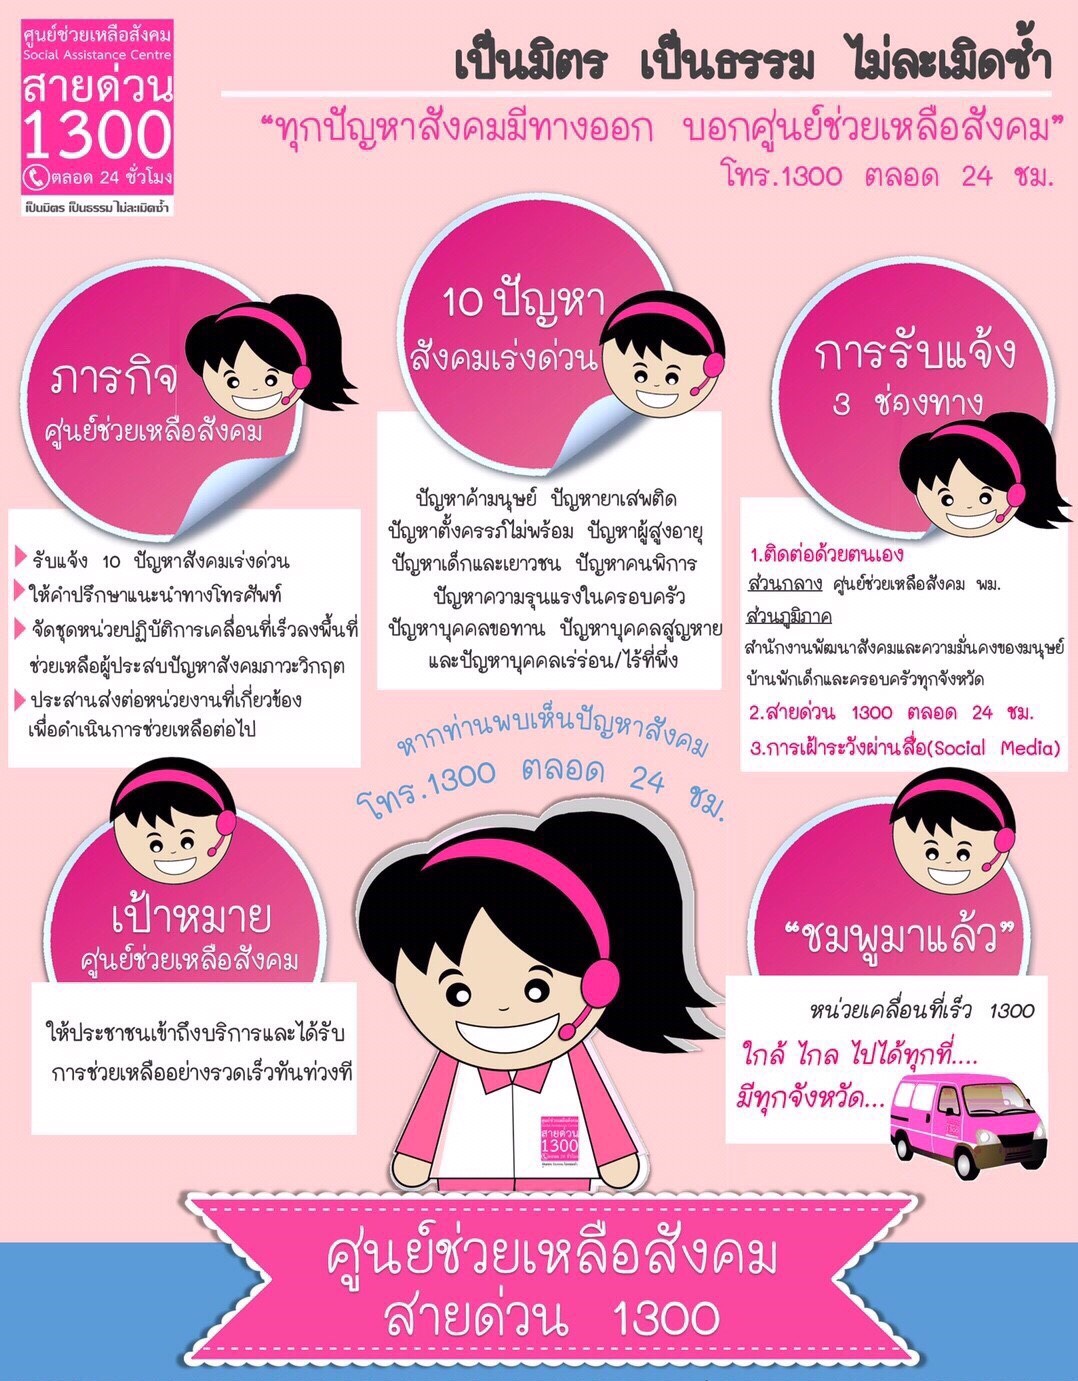 ศูนย์ช่วยเหลือสังคม
Social Assistance Centre
สายด่วน
1300
ตลอด 24 ชั่วโมง
เป็นมิตร เป็นธรรม ไม่ละเมิดซ้ำ
เป็นมิตร เป็นธรรม ไม่ละเมิดซ้ำ
“ทุกปัญหาสังคมมีทางออก บอกศูนย์ช่วยเหลือสังคม”
โทร.1300 ตลอด 24 ชม.
ภารกิจ
ศูนย์ช่วยเหลือสังคม
รับแจ้ง 10 ปัญหาสังคมเร่งด่วน
ให้คำปรึกษาแนะนำทางโทรศัพท์
จัดชุดหน่วยปฏิบัติการเคลื่อนที่เร็วลงพื้นที่
ช่วยเหลือผู้ประสบปัญหาสังคมภาวะวิกฤต
ประสานส่งต่อหน่วยงานที่เกี่ยวข้อง
เพื่อดำเนินการช่วยเหลือต่อไป
10 ปัญหา
สังคมเร่งด่วน
ปัญหาค้ามนุษย์ ปัญหายาเสพติด
ปัญหาตั้งครรภ์ไม่พร้อม ปัญหาผู้สูงอายุ
ปัญหาเด็กและเยาวชน ปัญหาคนพิการ
ปัญหาความรุนแรงในครอบครัว
ปัญหาบุคคลขอทาน ปัญหาบุคคลสูญหาย
และปัญหาบุคคลเร่ร่อน/ไร้ที่พึ่ง
การรับแจ้ง
3 ช่องทาง
1.ติดต่อด้วยตนเอง
ส่วนกลาง ศูนย์ช่วยเหลือสังคม พม.
ส่วนภูมิภาค
สำนักงานพัฒนาสังคมและความมั่นคงของมนุษย์
บ้านพักเด็กและครอบครัวทุกจังหวัด
2.สายด่วน 1300 ตลอด 24 ชม.
3.การเฝ้าระวังผ่านสื่อ(Social Media)
หากท่านพบเห็นปัญหาสังคม
โทร.1300 ตลอด 24 ชม.
เป้าหมาย
ศูนย์ช่วยเหลือสังคม
ให้ประชาชนเข้าถึงบริการและได้รับ
การช่วยเหลืออย่างรวดเร็วทันท่วงที
“ชมพูมาแล้ว”
หน่วยเคลื่อนที่เร็ว 1300
ใกล้ ไกล ไปได้ทุกที่....
มีทุกจังหวัด...
สายด่วน
1300
ศูนย์ช่วยเหลือสังคม
สายด่วน 1300